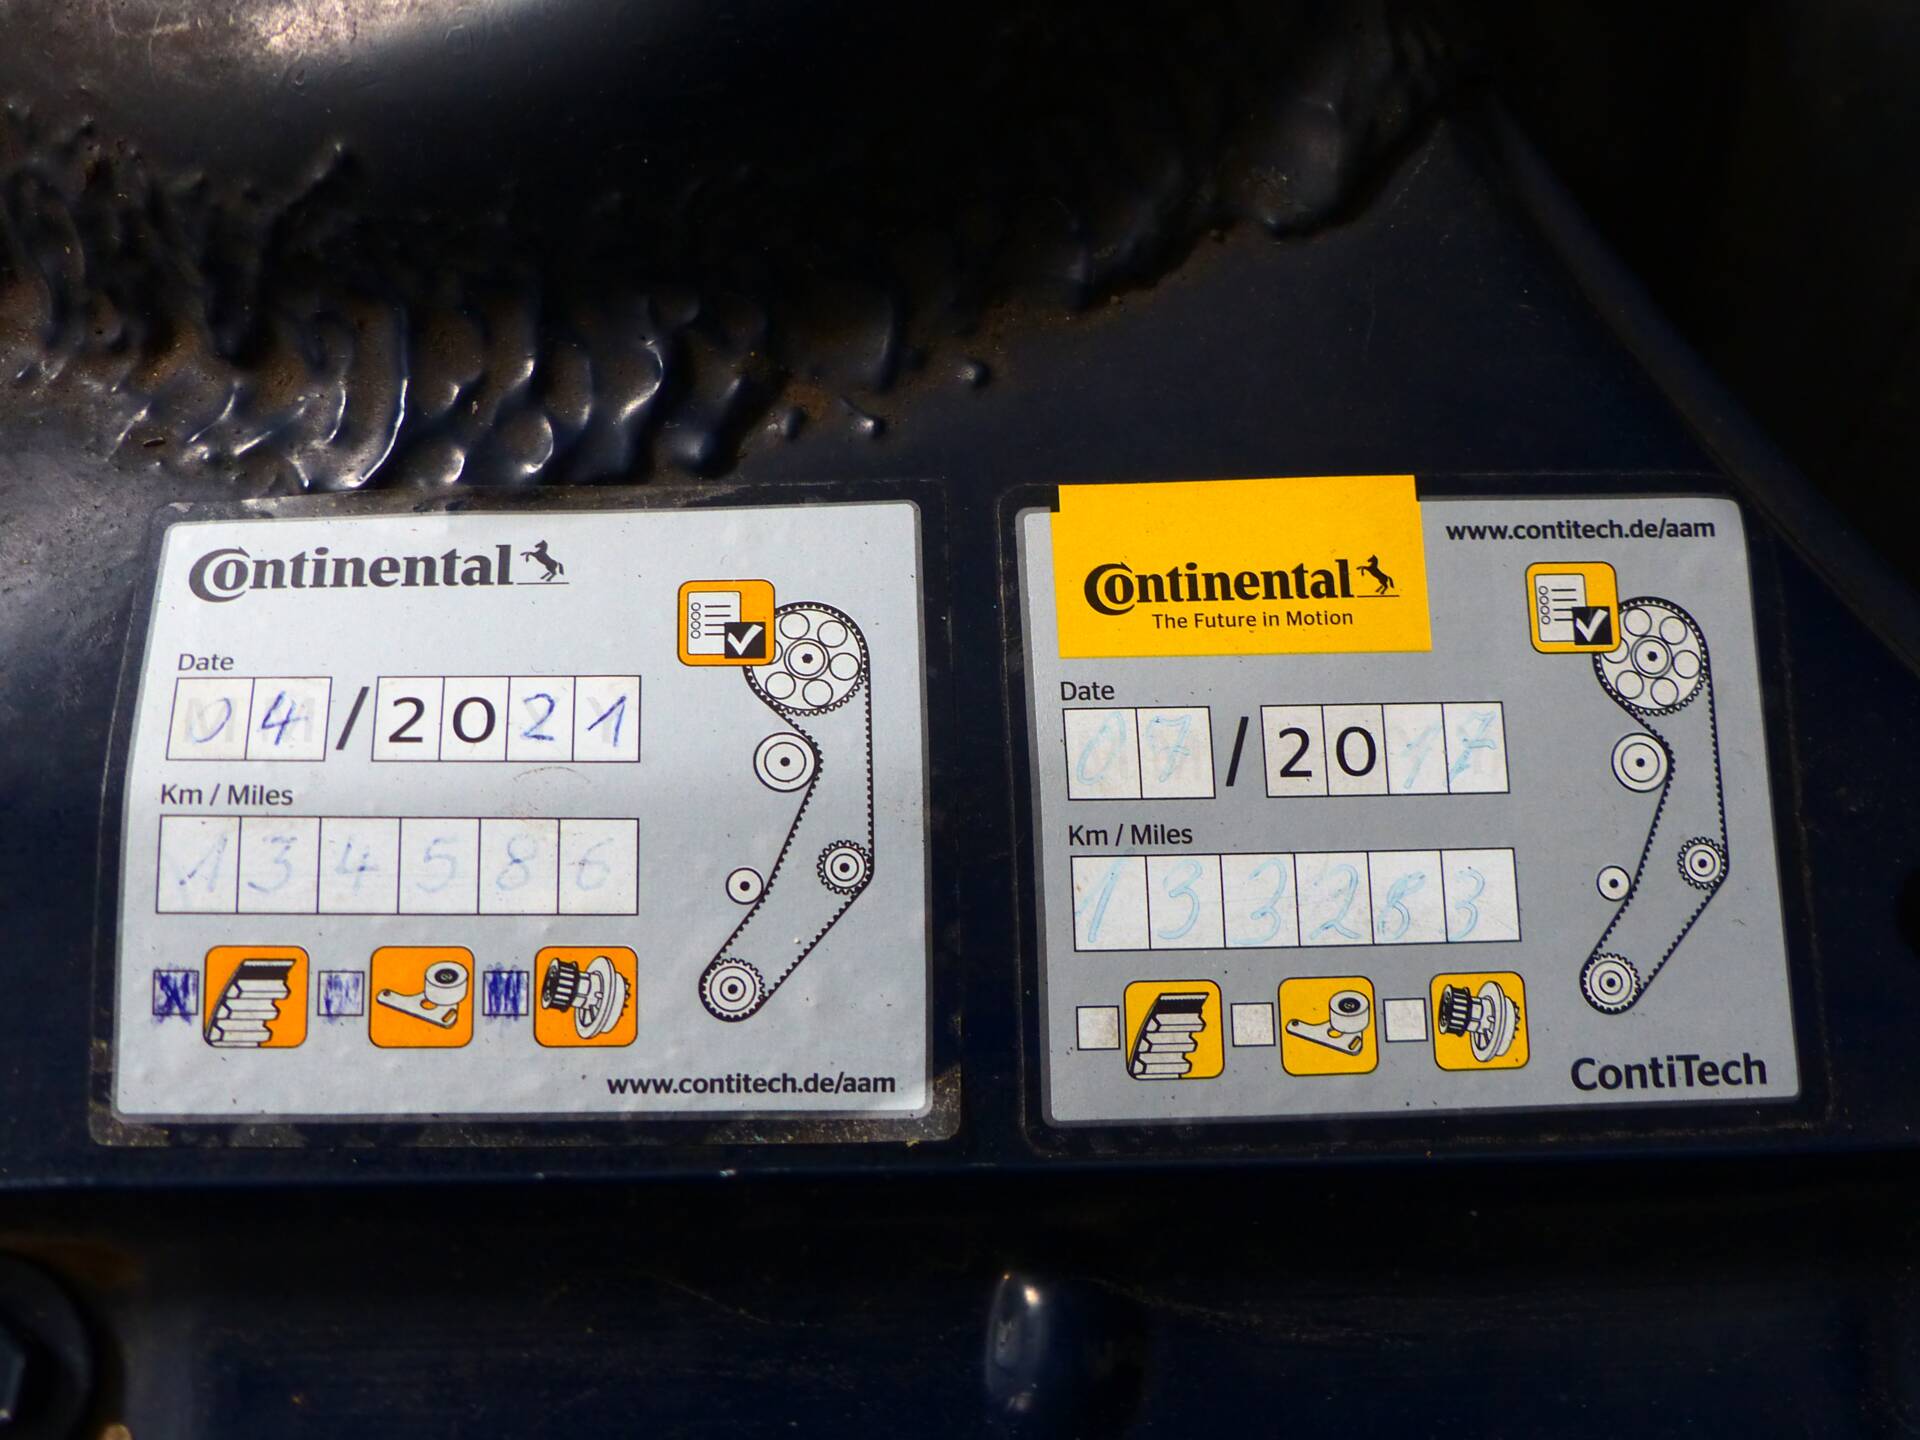 Continental
Date
04/2021
Km / Miles
134586
www.contitech.de/aam
Continental
The Future in Motion
www.contitech.de/aam
Date
07/2017
Km / Miles
133283
ContiTech